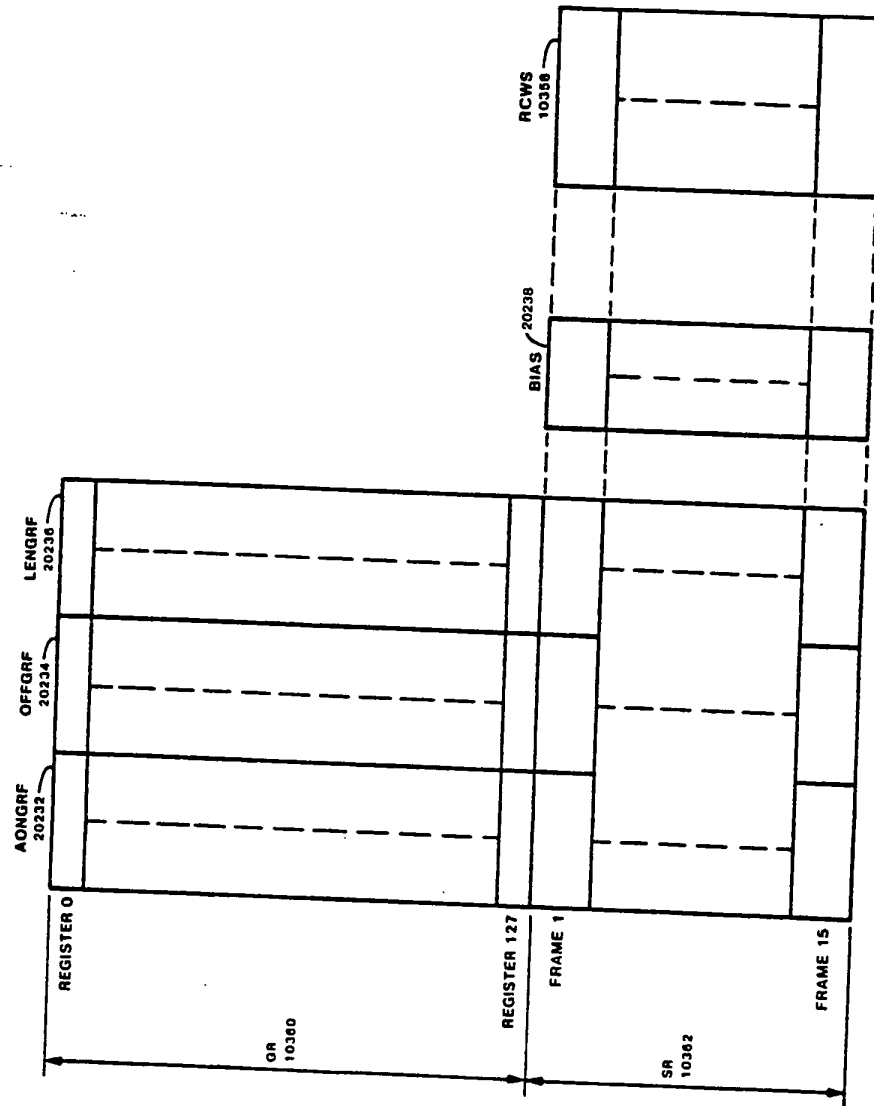 AONGRF
20232
OFFGRF
20234
LENGRF
20236
REGISTER 0
GR
10360
REGISTER 127
FRAME 1
SR
10362
FRAME 15
BIAS
20238
RCWS
10358